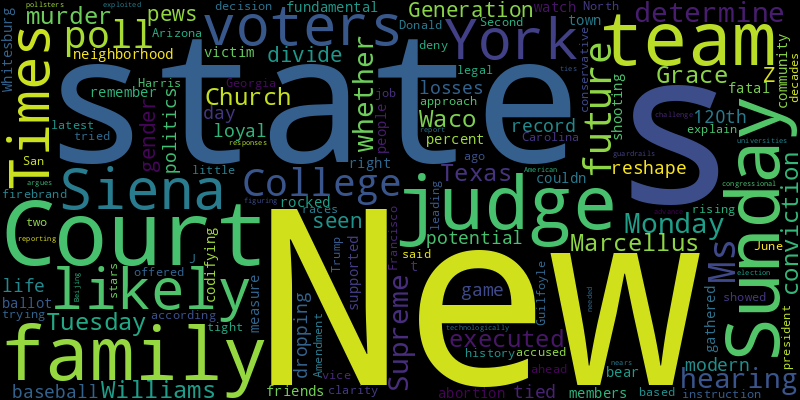 state
New
S
Court
family
judge
team
York
voters
Sunday
likely
Siena
Times
College
future
Supreme
Monday
Ms
Church
Waco
Texas
Grace
Marcellus
Williams
Tuesday
hearing
conviction
executed
determine
Generation
Z
murder
poll
pews
neighborhood
victim
divide
fundamental
decision
Donald
Second
watch
North
town
deny
legal
losses
approach
percent
record
Carolina
ago
couldn
conservative
shooting
120th
explain
fatal
community
decades
ties
challenge
guardrails
universities
congressional
reshape
rising
potential
leading
said
t
right
people
job
whether
report
American
Georgia
Harris
Arizona
pollsters
exploited
Whitesburg
remember
latest
tried
gender
politics
day
loyal
little
responses
San
argues
firebrand
two
reporting
life
offered
J
codifying
measure
rocked
races
figuring
seen
Trump
supported
Francisco
ballot
trying
stars
Beijing
according
tight
dropping
Amendment
vice
clarity
friends
baseball
game
Guilfoyle
technologically
history
accused
ahead
abortion
tied
members
based
needed
nears
bear
modern
instruction
gathered
showed
election
June
president